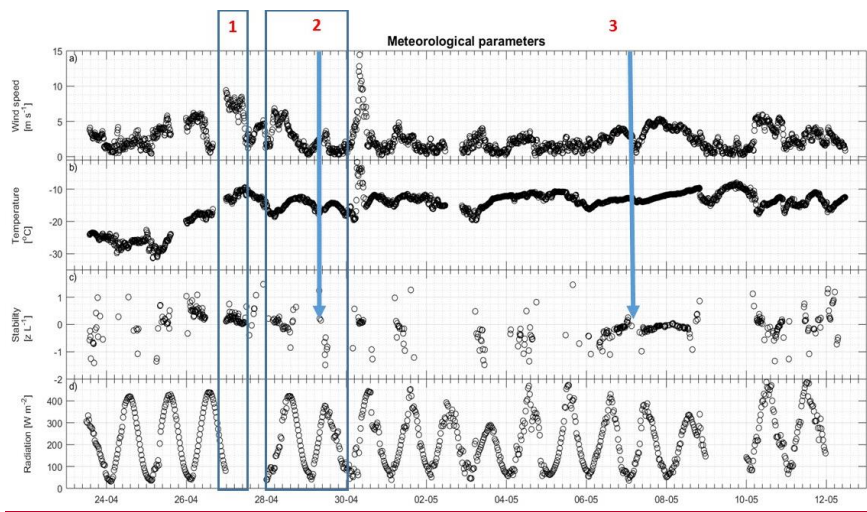 1
2
3
Meteorological parameters
a)
Wind speed
[m s-1]
15
10
5
0
b)
Temperature
[°C]
-10
-20
-30
c)
Stability
[z L-1]
1
0
-1
-2
d)
Radiation [W m-2]
400
300
200
100
0
24-04
26-04
28-04
30-04
02-05
04-05
06-05
08-05
10-05
12-05